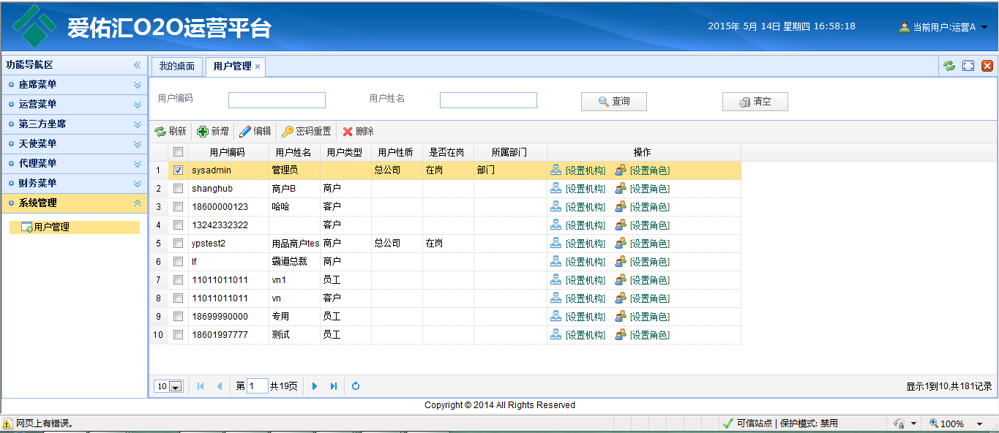 爱佑汇O2O运营平台
2015年 5月 14日 星期四 16:58:18
当前用户:运营A
功能导航区
座席菜单
运营菜单
第三方坐席
天使菜单
代理菜单
财务菜单
系统管理
用户管理
我的桌面 用户管理 ×
用户编码 用户姓名 查询 清空
刷新 新增 编辑 密码重置 删除
用户编码 用户姓名 用户类型 用户性质 是否在岗 所属部门 操作
1 sysadmin 管理员 总公司 在岗 部门 [设置机构] [设置角色]
2 shanghub 商户B 商户 [设置机构] [设置角色]
3 18600000123 哈哈 客户 [设置机构] [设置角色]
4 13242332322 客户 [设置机构] [设置角色]
5 ypstest2 用品商户tes 商户 总公司 在岗 [设置机构] [设置角色]
6 lf 霸道总裁 商户 [设置机构] [设置角色]
7 11011011011 vn1 员工 [设置机构] [设置角色]
8 11011011011 vn 客户 [设置机构] [设置角色]
9 18699990000 专用 员工 [设置机构] [设置角色]
10 18601997777 测试 员工 [设置机构] [设置角色]
10 第 1 共19页 显示1到10,共181记录
Copyright © 2014 All Rights Reserved
网页上有错误。 可信站点 | 保护模式: 禁用 100%